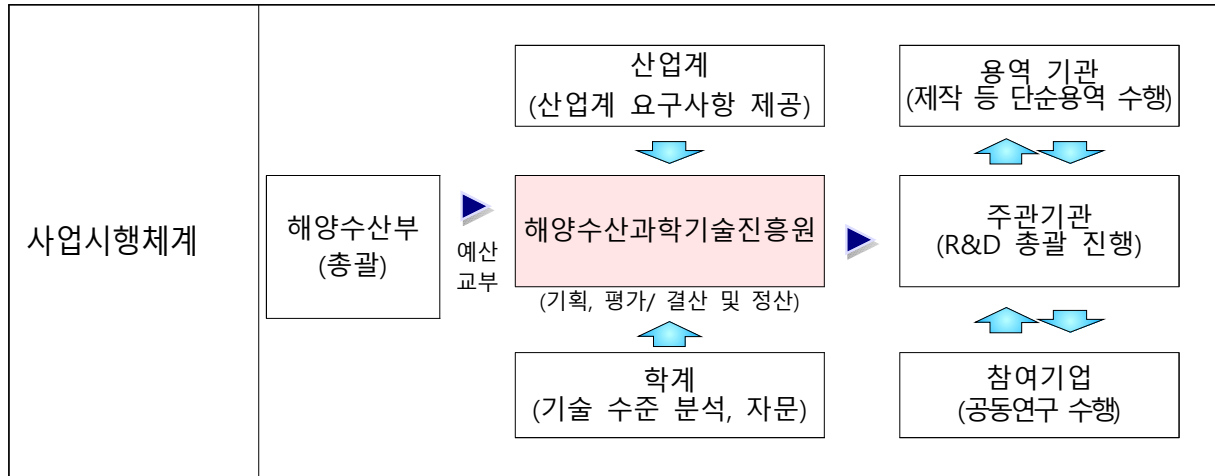 사업시행체계
해양수산부
(총괄)
예산
교부
산업계
(산업계 요구사항 제공)
해양수산과학기술진흥원
(기획, 평가/ 결산 및 정산)
학계
(기술 수준 분석, 자문)
용역 기관
(제작 등 단순용역 수행)
주관기관
(R&D 총괄 진행)
참여기업
(공동연구 수행)